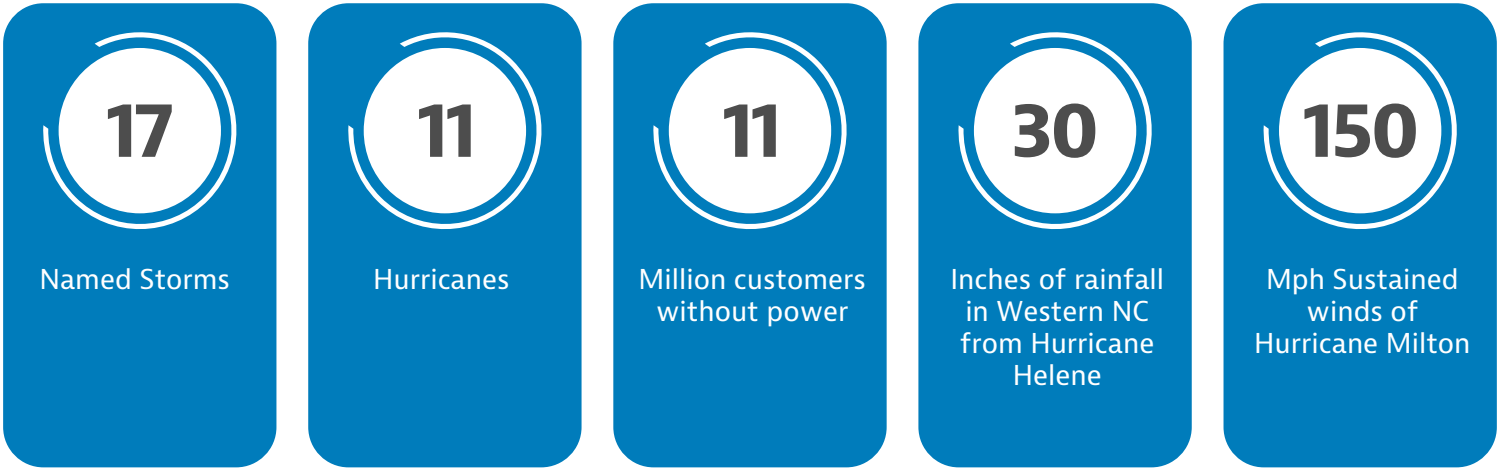 17
Named Storms
11
Hurricanes
11
Million customers
without power
30
Inches of rainfall
in Western NC
from Hurricane
Helene
150
Mph Sustained
winds of
Hurricane Milton